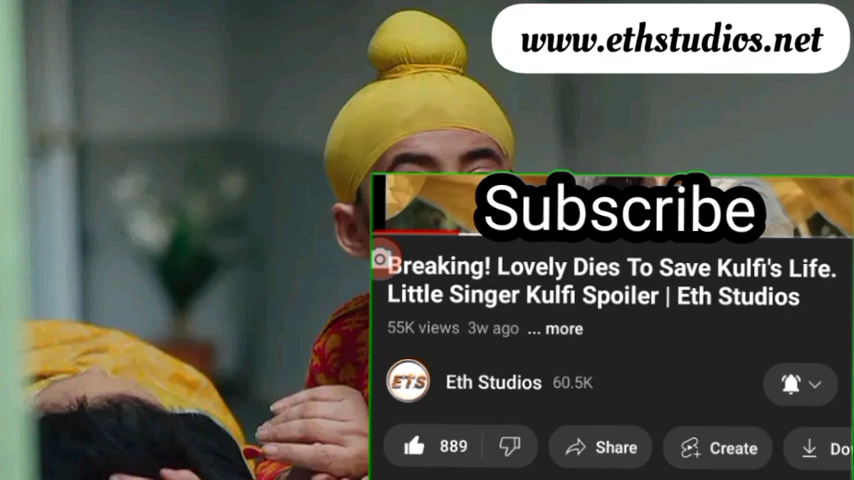 www.ethstudios.net
Subscribe
Breaking! Lovely Dies To Save Kulfi's Life.
Little Singer Kulfi Spoiler | Eth Studios
55K views 3w ago ... more
ETS
Eth Studios 60.5K
889 Share Create Do